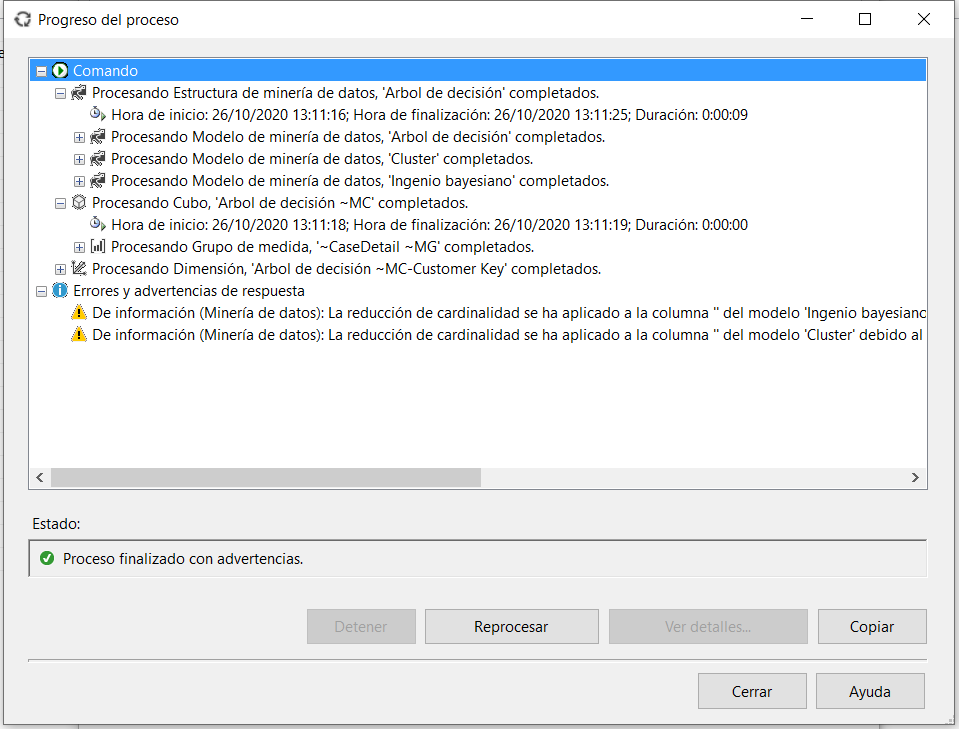 Progreso del proceso
Comando
Procesando Estructura de minería de datos, 'Arbol de decisión' completados.
Hora de inicio: 26/10/2020 13:11:16; Hora de finalización: 26/10/2020 13:11:25; Duración: 0:00:09
Procesando Modelo de minería de datos, 'Arbol de decisión' completados.
Procesando Modelo de minería de datos, 'Cluster' completados.
Procesando Modelo de minería de datos, 'Ingenio bayesiano' completados.
Procesando Cubo, 'Arbol de decisión ~MC' completados.
Hora de inicio: 26/10/2020 13:11:18; Hora de finalización: 26/10/2020 13:11:19; Duración: 0:00:00
Procesando Grupo de medida, '~CaseDetail ~MG' completados.
Procesando Dimensión, 'Arbol de decisión ~MC-Customer Key' completados.
Errores y advertencias de respuesta
De información (Minería de datos): La reducción de cardinalidad se ha aplicado a la columna '' del modelo 'Ingenio bayesianc
De información (Minería de datos): La reducción de cardinalidad se ha aplicado a la columna '' del modelo 'Cluster' debido al
Estado:
Proceso finalizado con advertencias.
Detener
Reprocesar
Ver detalles...
Copiar
Cerrar
Ayuda